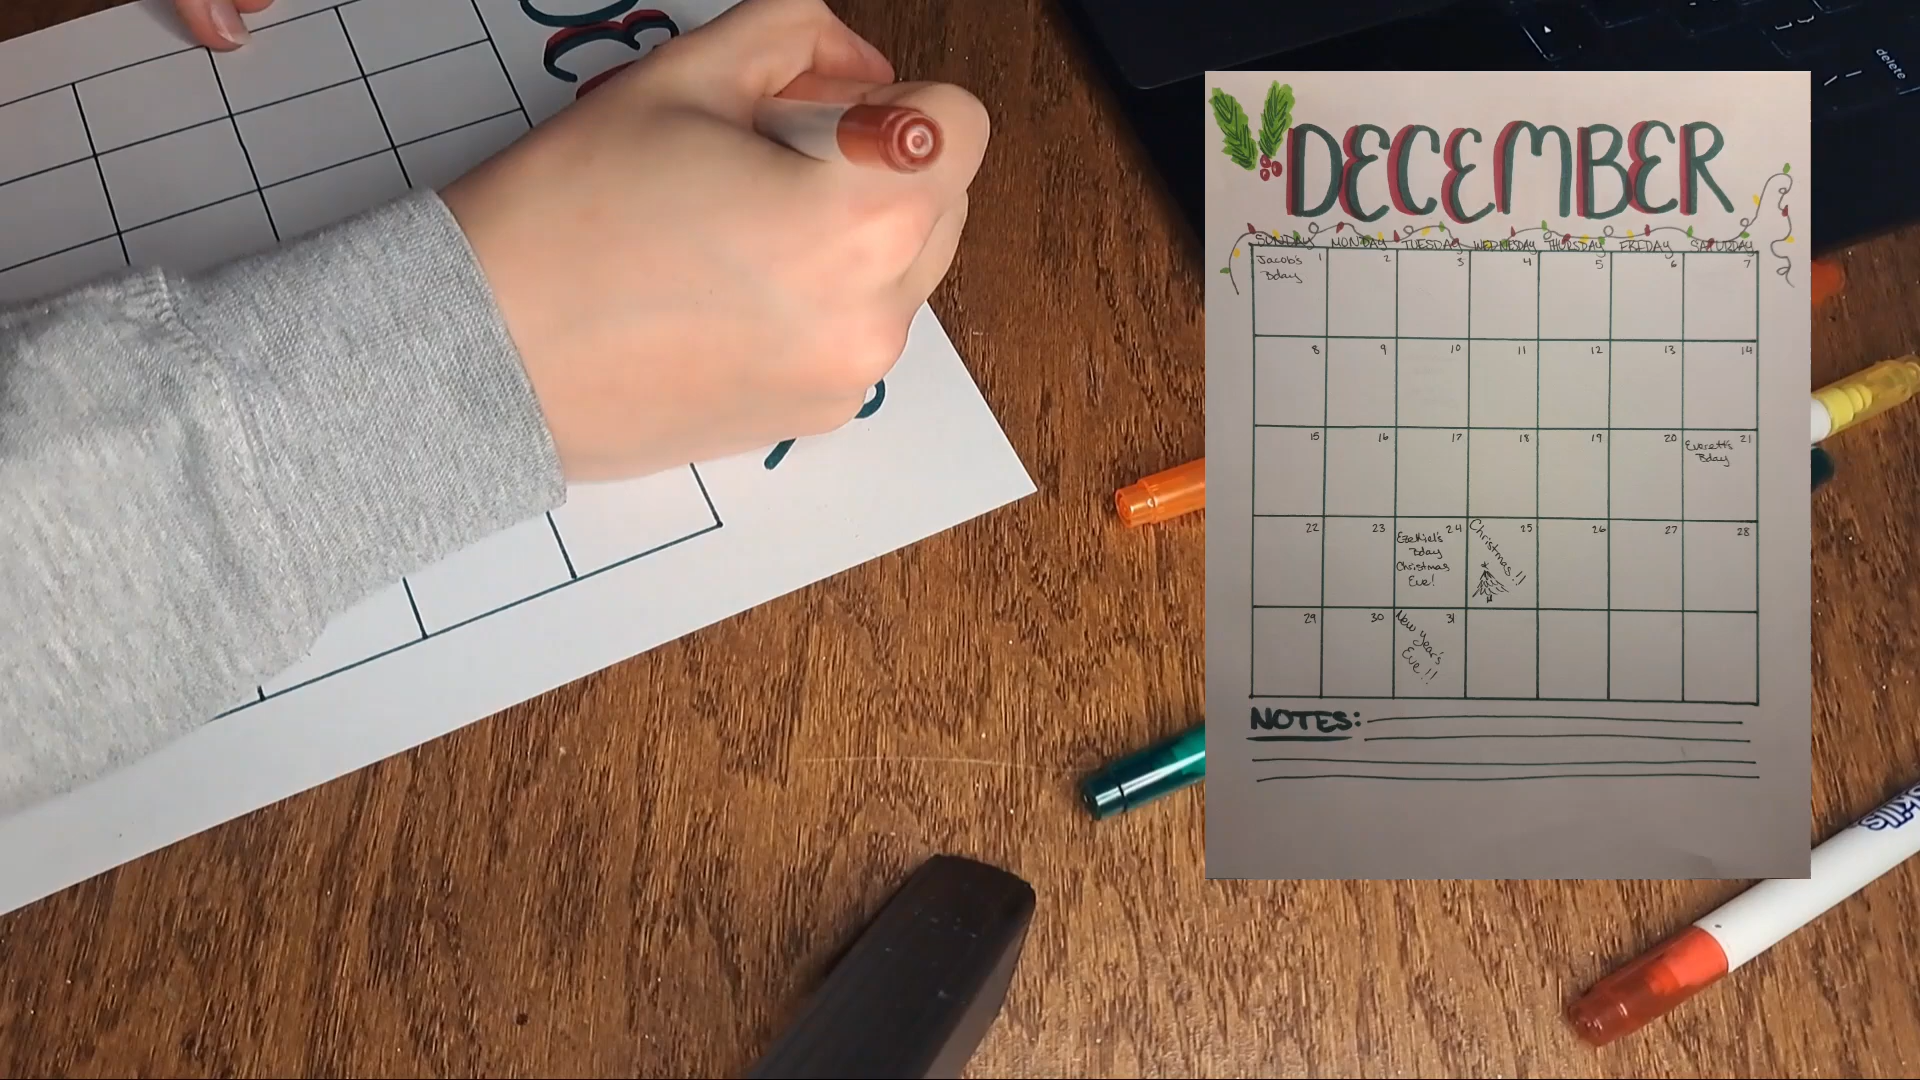 delete
DECEMBER
SUNDAY MONDAY TUESDAY WEDNESDAY THURSDAY FRIDAY SATURDAY
1 2 3 4 5 6 7
Jacob's
Bday
8 9 10 11 12 13 14
15 16 17 18 19 20 21
Everett's
Bday
22 23 24 25 26 27 28
Ezekiel's
Bday
Christmas
Eve!
Christmas!!
29 30 31
New Year's
Eve!!
NOTES: